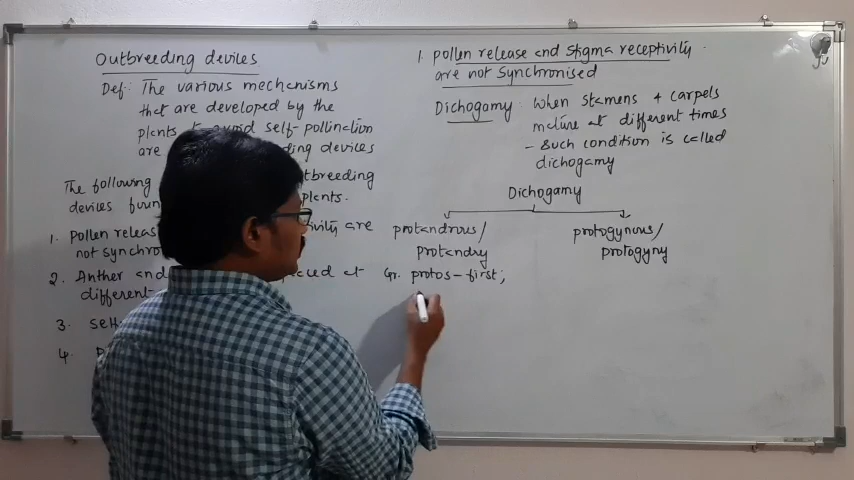 Outbreeding devices
Def:- The various mechanisms
that are developed by the
plants to avoid self-pollination
are ding devices
The following utbreeding
devices foun plants.
1. Pollen releas tivity are
not synchro
2. Anther and placed at
different
3. Self
4.
1. Pollen release and stigma receptivity
are not synchronised
Dichogamy: When stamens & carpels
mature at different times
- Such condition is called
dichogamy
Dichogamy
protandrous/
protandry
Gr. protos - first;
protogynous/
protogyny